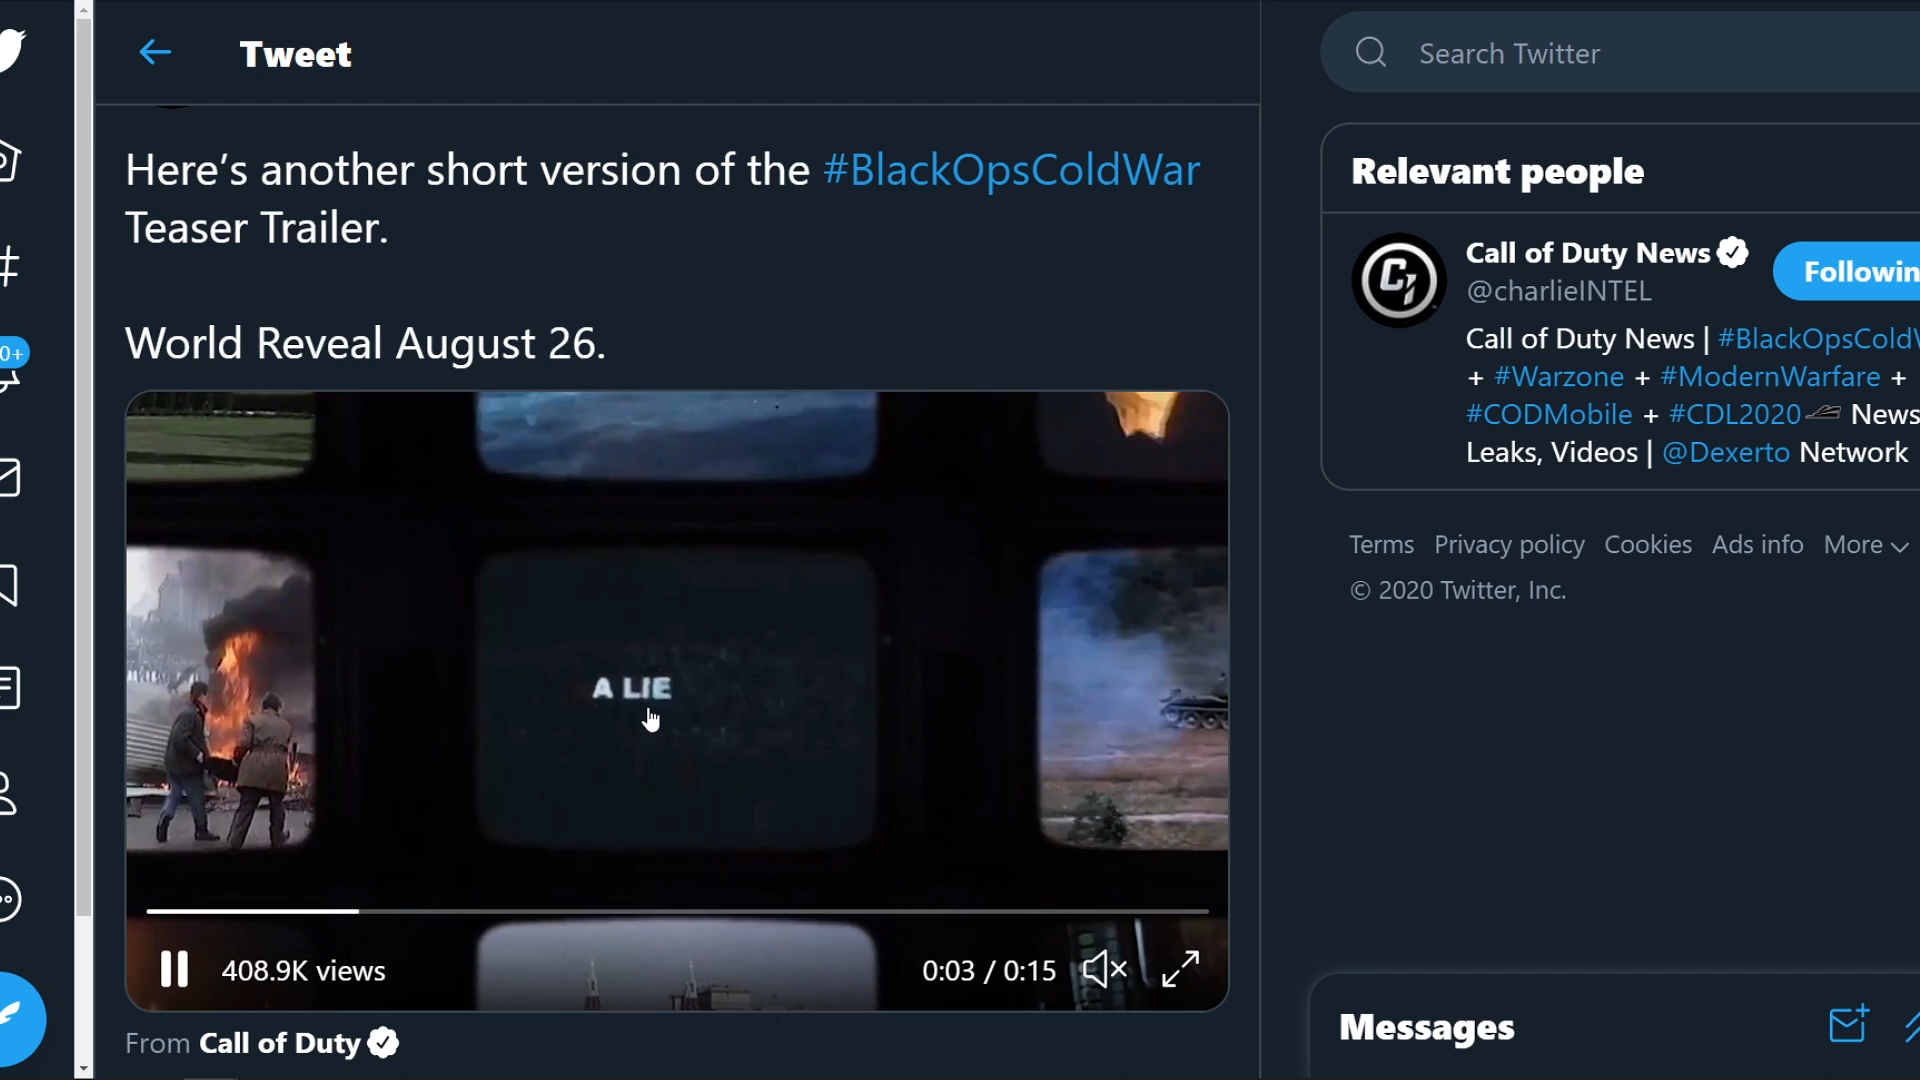 Tweet
Search Twitter
Here's another short version of the #BlackOpsColdWar
Teaser Trailer.
World Reveal August 26.
0+
A LIE
408.9K views
0:03 / 0:15
From Call of Duty
Relevant people
Call of Duty News
@charlieINTEL
Followin
Call of Duty News | #BlackOpsColdW
+ #Warzone + #ModernWarfare +
#CODMobile + #CDL2020 News
Leaks, Videos | @Dexerto Network
Terms Privacy policy Cookies Ads info More
© 2020 Twitter, Inc.
Messages